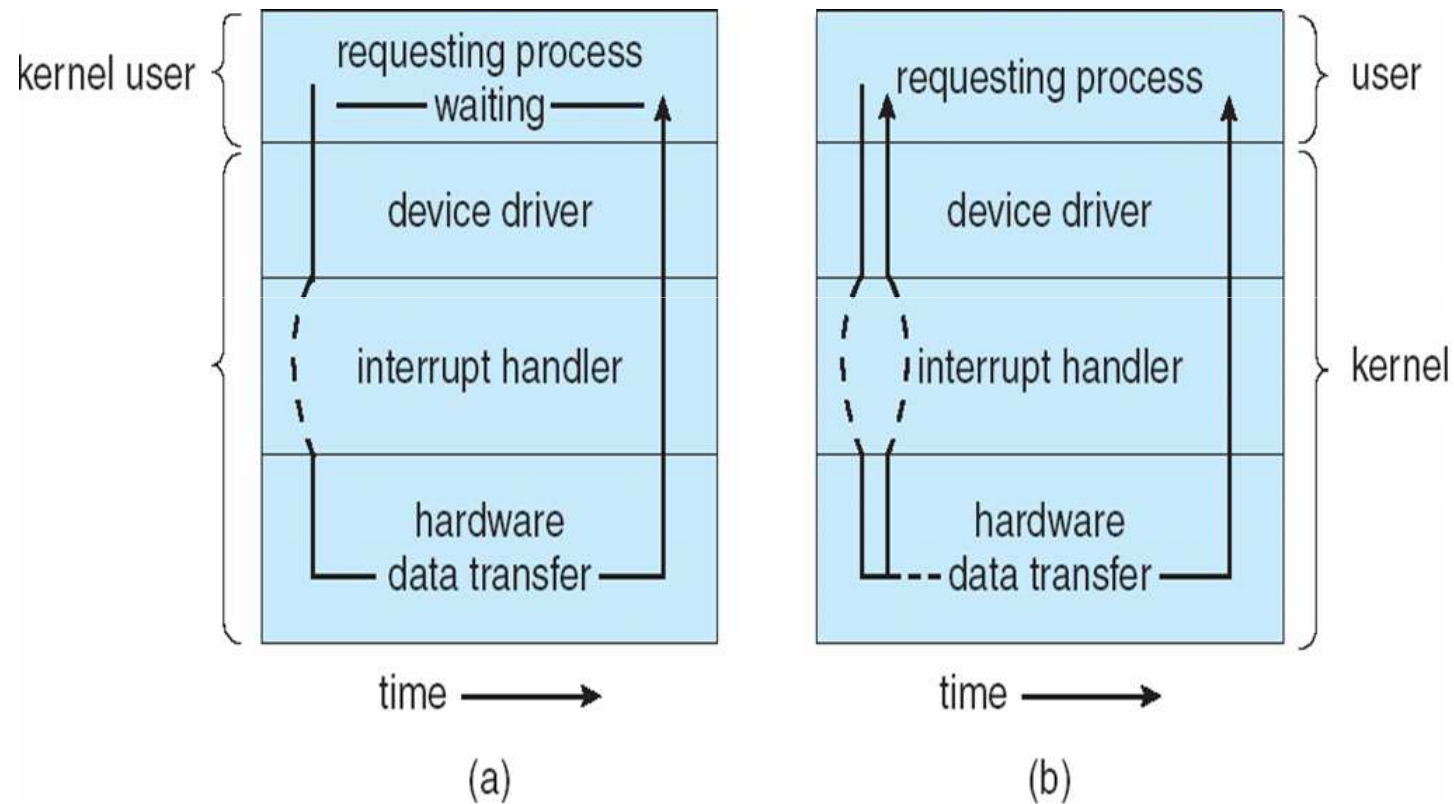 kernel user
requesting process
waiting
device driver
interrupt handler
hardware
data transfer
time
(a)
requesting process
device driver
interrupt handler
hardware
data transfer
user
kernel
time
(b)